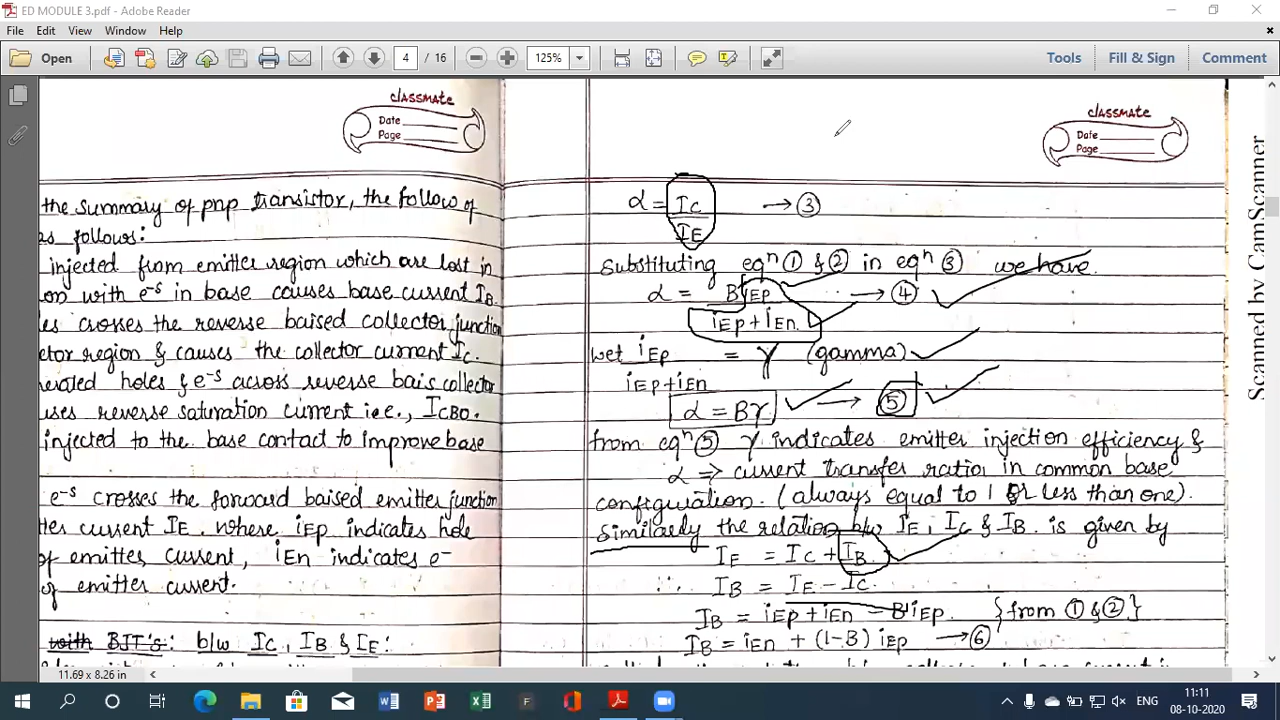 ED MODULE 3.pdf - Adobe Reader
File Edit View Window Help
Open 4 / 16 125% Tools Fill & Sign Comment
classmate
Date
Page
the summary of pnp transistor, the follow of
as follows:
injected from emitter region which are lost in
on with e-s in base causes base current IB.
es crosses the reverse baised collector junction
ctor region & causes the collector current Ic.
erated holes & e-s across reverse bais collector
uses reverse saturation current i.e., ICBO.
injected to the base contact to improve base
e-s crosses the forward baised emitter junction
tter current IE. Where iEp indicates hole
of emitter current, iEn indicates e-
of emitter current.
with BJT's: b/w Ic, IB & IE:
classmate
Date
Page
α = Ic
IE → ③
Substituting eqn ① & ② in eqn ③ we have.
α = B iEp → ④
iEp + iEn
wet iEp = γ (gamma)
iEp + iEn
α = Bγ → ⑤
from eqn ⑤ γ indicates emitter injection efficiency &
α ⇒ current transfer ratio in common base
configuration. (always equal to 1 or less than one).
Similarely the relation b/w IE, Ic & IB is given by
IE = Ic + IB
∴ IB = IE - Ic.
IB = iEp + iEn - B iEp. {from ① & ②}
IB = iEn + (1-B) iEp → ⑥
Scanned by CamScanner
11.69 x 8.26 in
ENG 11:11
08-10-2020